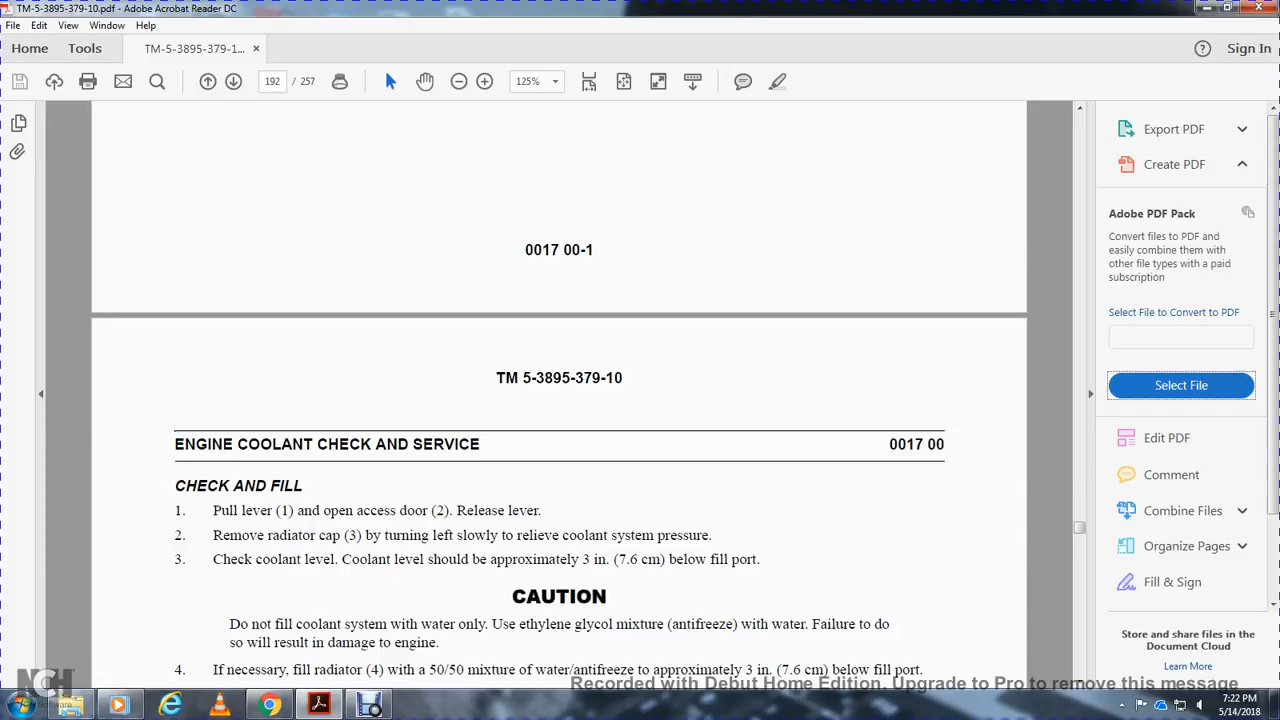 TM-5-3895-379-10.pdf - Adobe Acrobat Reader DC
File Edit View Window Help
Home Tools TM-5-3895-379-1... × Sign In
192 / 257 125%
Export PDF
Create PDF
Adobe PDF Pack
Convert files to PDF and
easily combine them with
other file types with a paid
subscription
Select File to Convert to PDF
Select File
Edit PDF
Comment
Combine Files
Organize Pages
Fill & Sign
Store and share files in the
Document Cloud
Learn More
0017 00-1
TM 5-3895-379-10
ENGINE COOLANT CHECK AND SERVICE 0017 00
CHECK AND FILL
1. Pull lever (1) and open access door (2). Release lever.
2. Remove radiator cap (3) by turning left slowly to relieve coolant system pressure.
3. Check coolant level. Coolant level should be approximately 3 in. (7.6 cm) below fill port.
CAUTION
Do not fill coolant system with water only. Use ethylene glycol mixture (antifreeze) with water. Failure to do
so will result in damage to engine.
4. If necessary, fill radiator (4) with a 50/50 mixture of water/antifreeze to approximately 3 in. (7.6 cm) below fill port.
Recorded with Debut Home Edition. Upgrade to Pro to remove this message
NCH
Software
7:22 PM
5/14/2018